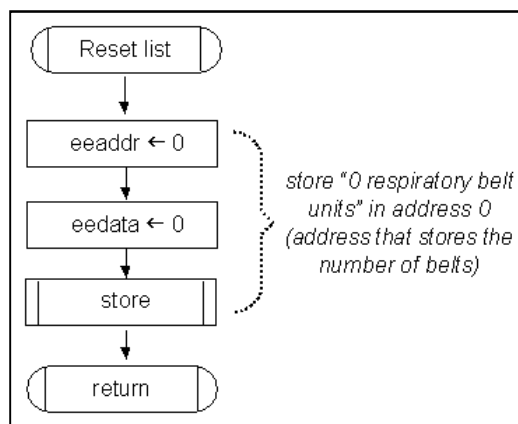 Reset list
eeaddr ← 0
eedata ← 0
store
return
store "0 respiratory belt
units" in address 0
(address that stores the
number of belts)